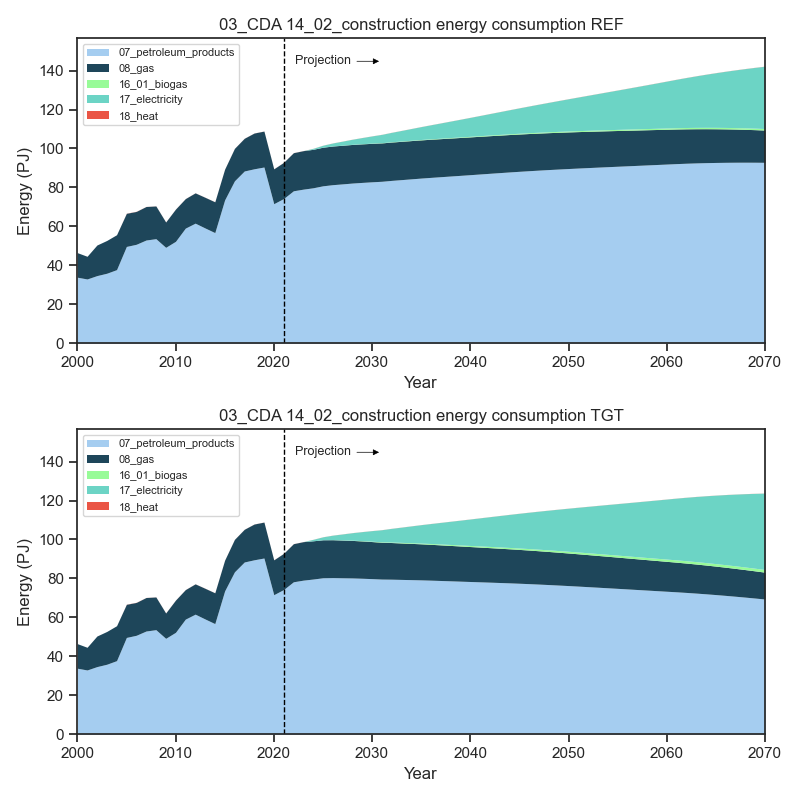 03_CDA 14_02_construction energy consumption REF
07_petroleum_products
08_gas
16_01_biogas
17_electricity
18_heat
Projection
Energy (PJ)
140
120
100
80
60
40
20
0
2000 2010 2020 2030 2040 2050 2060 2070
Year
03_CDA 14_02_construction energy consumption TGT
07_petroleum_products
08_gas
16_01_biogas
17_electricity
18_heat
Projection
Energy (PJ)
140
120
100
80
60
40
20
0
2000 2010 2020 2030 2040 2050 2060 2070
Year